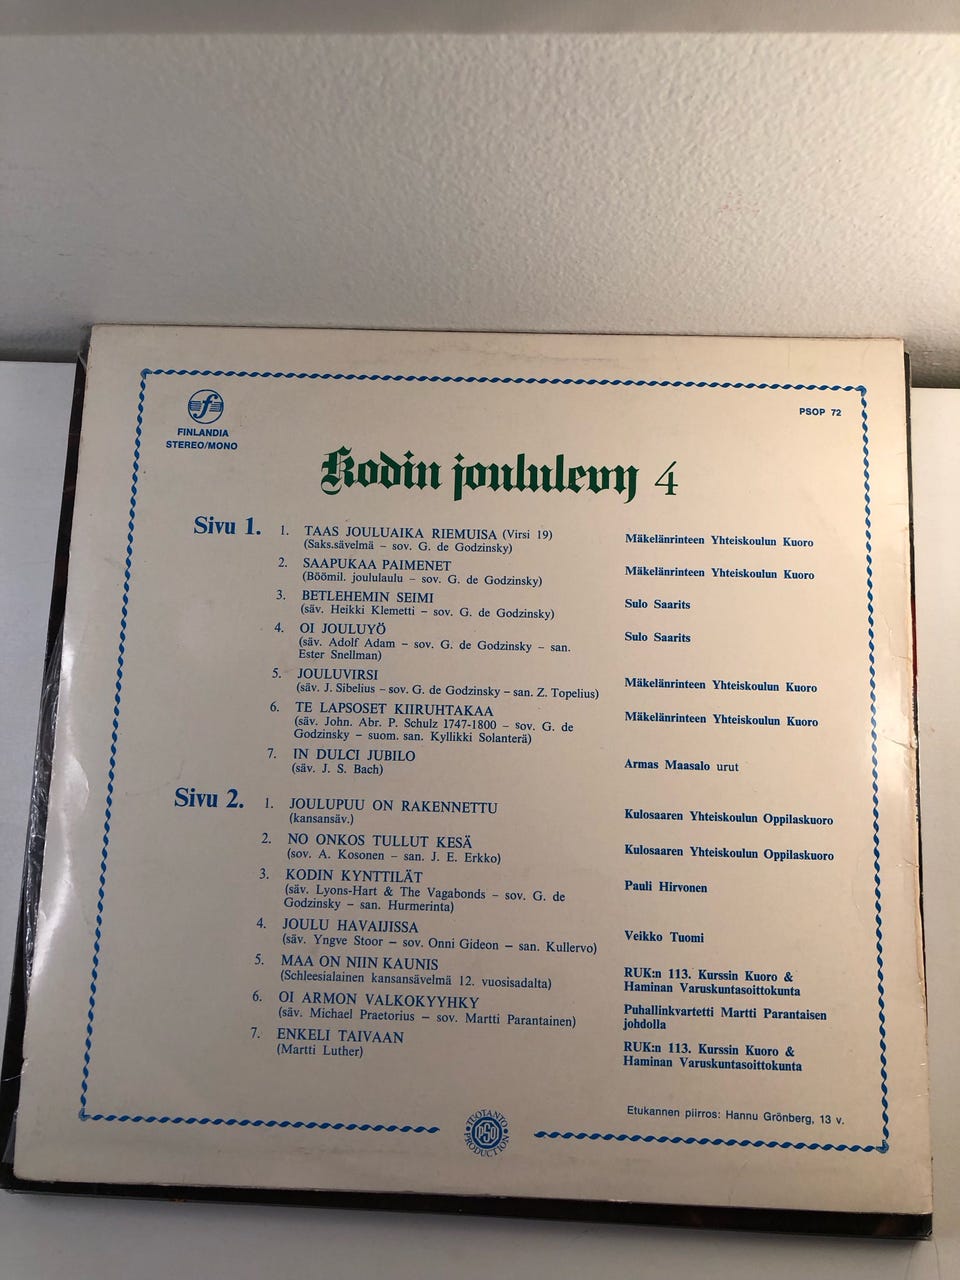 FINLANDIA
STEREO/MONO
PSOP 72
Kodin joululevy 4
Sivu 1.
1. TAAS JOULUAIKA RIEMUISA (Virsi 19)
(Saks.sävelmä – sov. G. de Godzinsky)
Mäkelänrinteen Yhteiskoulun Kuoro
2. SAAPUKAA PAIMENET
(Böömil. joululaulu – sov. G. de Godzinsky)
Mäkelänrinteen Yhteiskoulun Kuoro
3. BETLEHEMIN SEIMI
(säv. Heikki Klemetti – sov. G. de Godzinsky)
Sulo Saarits
4. OI JOULUYÖ
(säv. Adolf Adam – sov. G. de Godzinsky – san.
Ester Snellman)
Sulo Saarits
5. JOULUVIRSI
(säv. J. Sibelius – sov. G. de Godzinsky – san. Z. Topelius)
Mäkelänrinteen Yhteiskoulun Kuoro
6. TE LAPSOSET KIIRUHTAKAA
(säv. John. Abr. P. Schulz 1747-1800 – sov. G. de
Godzinsky – suom. san. Kyllikki Solanterä)
Mäkelänrinteen Yhteiskoulun Kuoro
7. IN DULCI JUBILO
(säv. J. S. Bach)
Armas Maasalo urut
Sivu 2.
1. JOULUPUU ON RAKENNETTU
(kansansäv.)
Kulosaaren Yhteiskoulun Oppilaskuoro
2. NO ONKOS TULLUT KESÄ
(sov. A. Kosonen – san. J. E. Erkko)
Kulosaaren Yhteiskoulun Oppilaskuoro
3. KODIN KYNTTILÄT
(säv. Lyons-Hart & The Vagabonds – sov. G. de
Godzinsky – san. Hurmerinta)
Pauli Hirvonen
4. JOULU HAVAIJISSA
(säv. Yngve Stoor – sov. Onni Gideon – san. Kullervo)
Veikko Tuomi
5. MAA ON NIIN KAUNIS
(Schleesialainen kansansävelmä 12. vuosisadalta)
RUK:n 113. Kurssin Kuoro &
Haminan Varuskuntasoittokunta
6. OI ARMON VALKOKYYHKY
(säv. Michael Praetorius – sov. Martti Parantainen)
Puhallinkvartetti Martti Parantaisen
johdolla
7. ENKELI TAIVAAN
(Martti Luther)
RUK:n 113. Kurssin Kuoro &
Haminan Varuskuntasoittokunta
Etukannen piirros: Hannu Grönberg, 13 v.
TUOTANTO
PSO
PRODUCTION